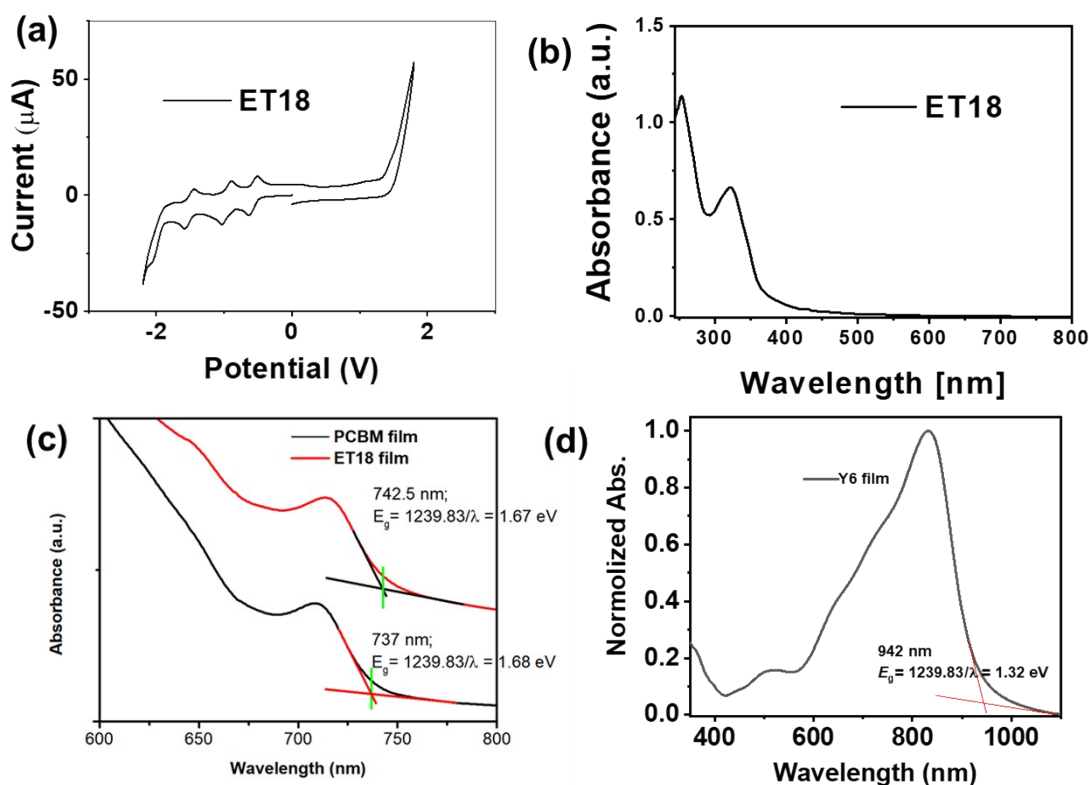 (a)
50
0
-50
Current (μA)
ET18
-2
0
2
Potential (V)
(b)
1.5
1.0
0.5
0.0
Absorbance (a.u.)
ET18
300
400
500
600
700
800
Wavelength [nm]
(c)
Absorbance (a.u.)
PCBM film
ET18 film
742.5 nm;
Eg= 1239.83/λ = 1.67 eV
737 nm;
Eg= 1239.83/λ = 1.68 eV
600
650
700
750
800
Wavelength (nm)
(d)
1.0
0.8
0.6
0.4
0.2
0.0
Normolized Abs.
Y6 film
942 nm
Eg= 1239.83/λ = 1.32 eV
400
600
800
1000
Wavelength (nm)